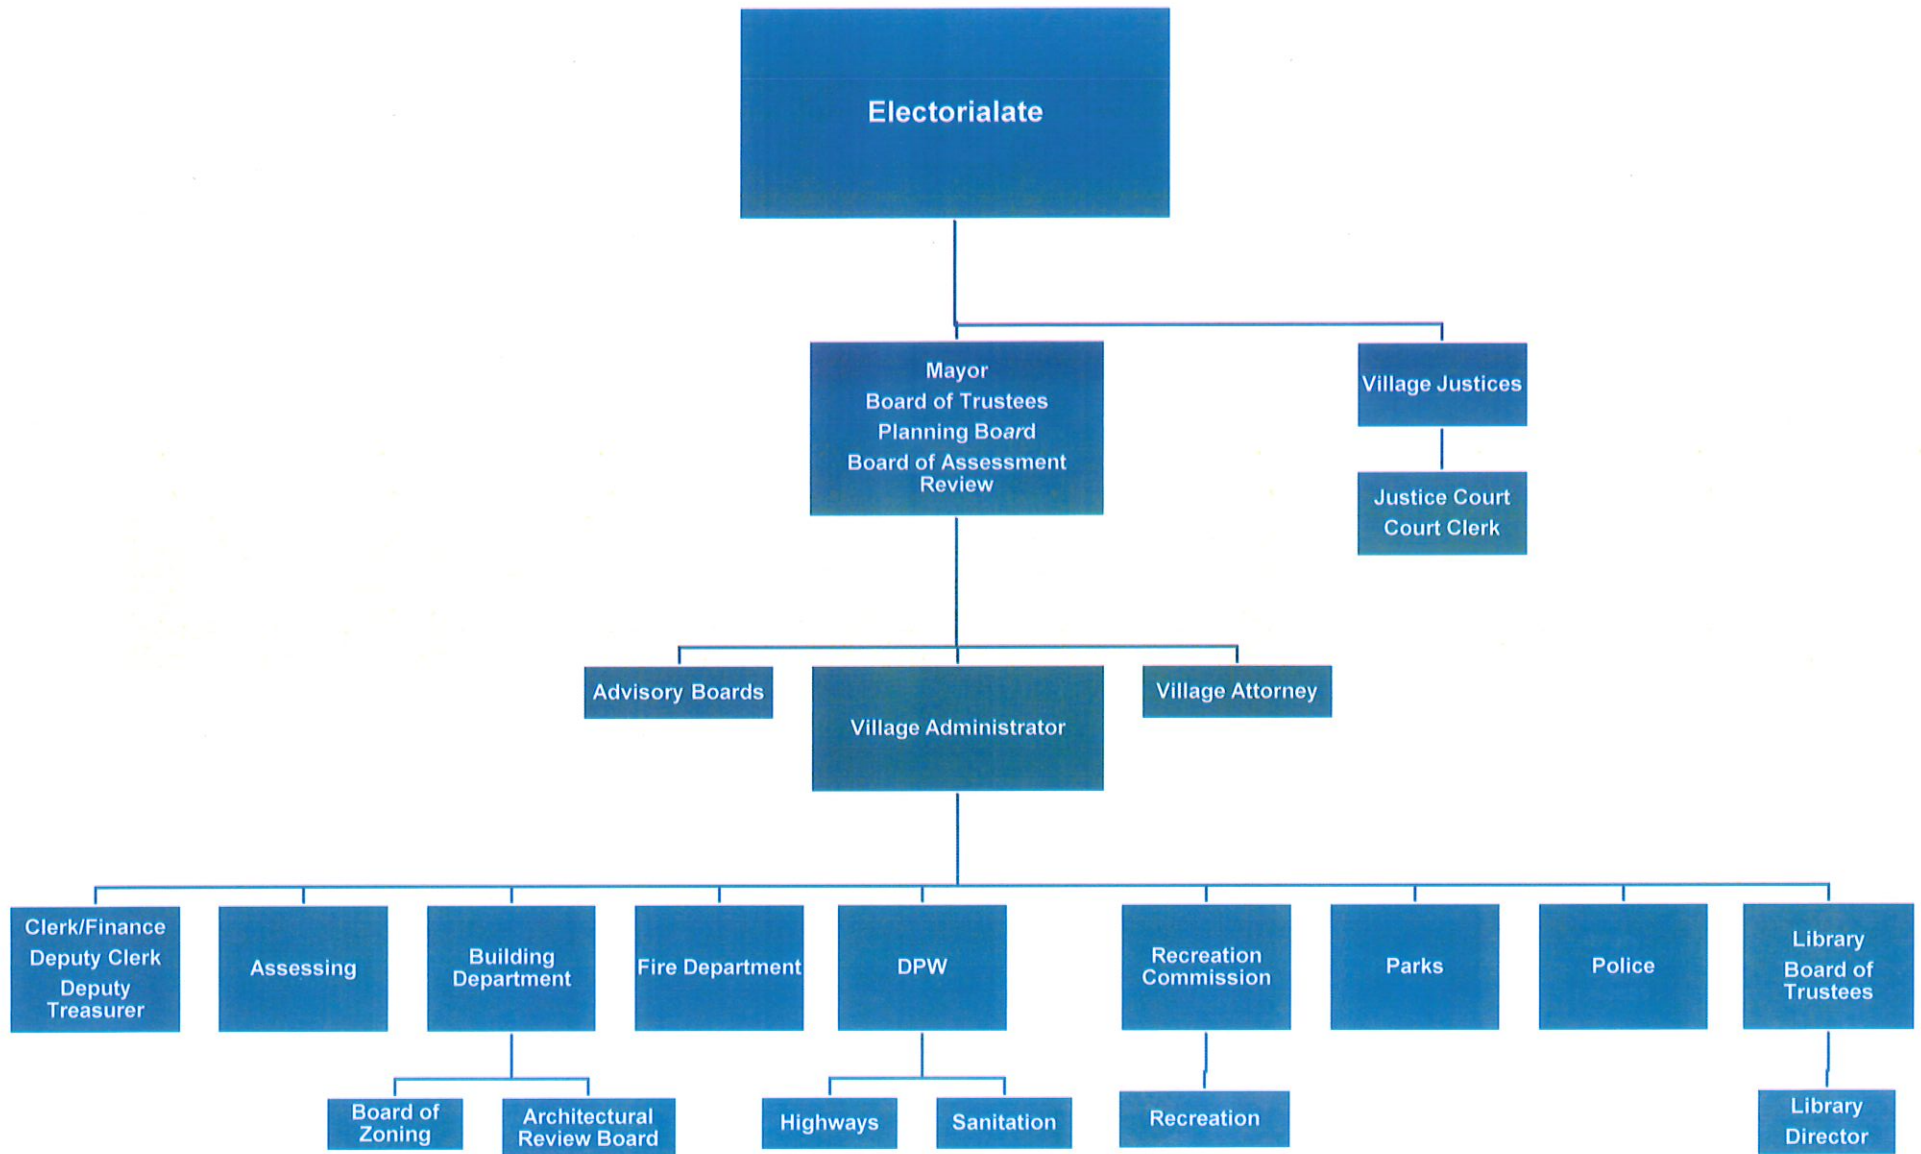 Electorialate
Mayor
Board of Trustees
Planning Board
Board of Assessment
Review
Village Justices
Justice Court
Court Clerk
Advisory Boards
Village Administrator
Village Attorney
Clerk/Finance
Deputy Clerk
Deputy
Treasurer
Assessing
Building
Department
Fire Department
DPW
Recreation
Commission
Parks
Police
Library
Board of
Trustees
Board of
Zoning
Architectural
Review Board
Highways
Sanitation
Recreation
Library
Director